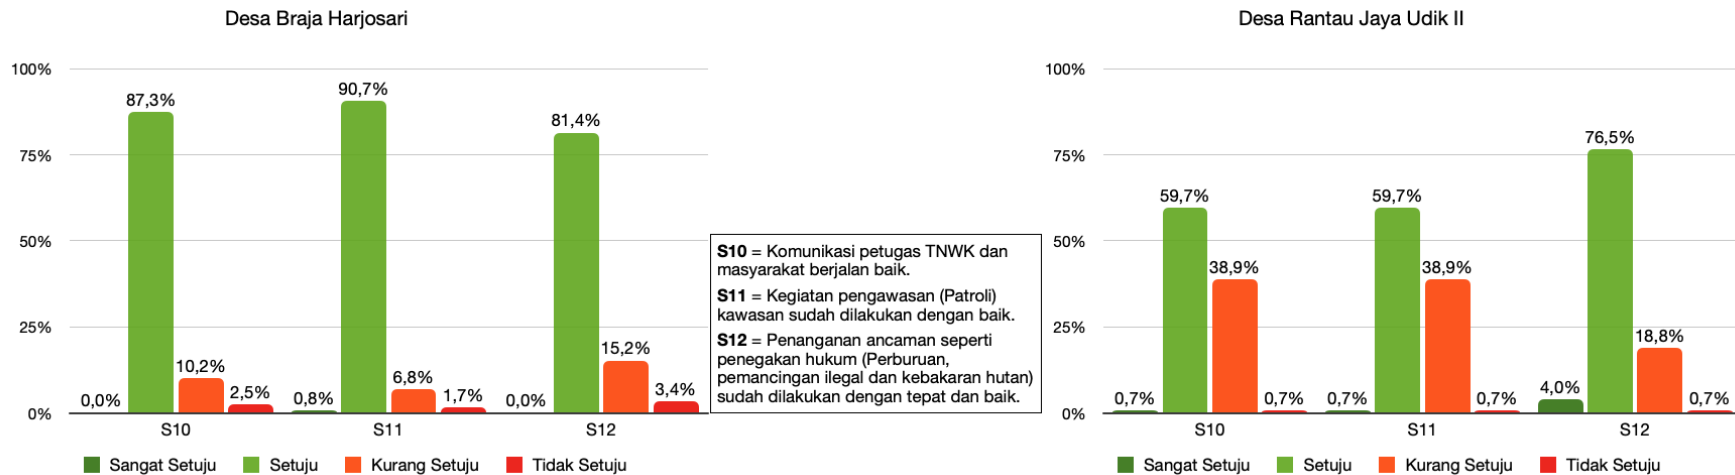 Desa Braja Harjosari
100%
75%
50%
25%
0%
0,0%
87,3%
10,2%
2,5%
0,8%
90,7%
6,8%
1,7%
0,0%
81,4%
15,2%
3,4%
S10
S11
S12
Sangat Setuju
Setuju
Kurang Setuju
Tidak Setuju
S10 = Komunikasi petugas TNWK dan
masyarakat berjalan baik.
S11 = Kegiatan pengawasan (Patroli)
kawasan sudah dilakukan dengan baik.
S12 = Penanganan ancaman seperti
penegakan hukum (Perburuan,
pemancingan ilegal dan kebakaran hutan)
sudah dilakukan dengan tepat dan baik.
Desa Rantau Jaya Udik II
100%
75%
50%
25%
0%
0,7%
59,7%
38,9%
0,7%
0,7%
59,7%
38,9%
0,7%
4,0%
76,5%
18,8%
0,7%
S10
S11
S12
Sangat Setuju
Setuju
Kurang Setuju
Tidak Setuju